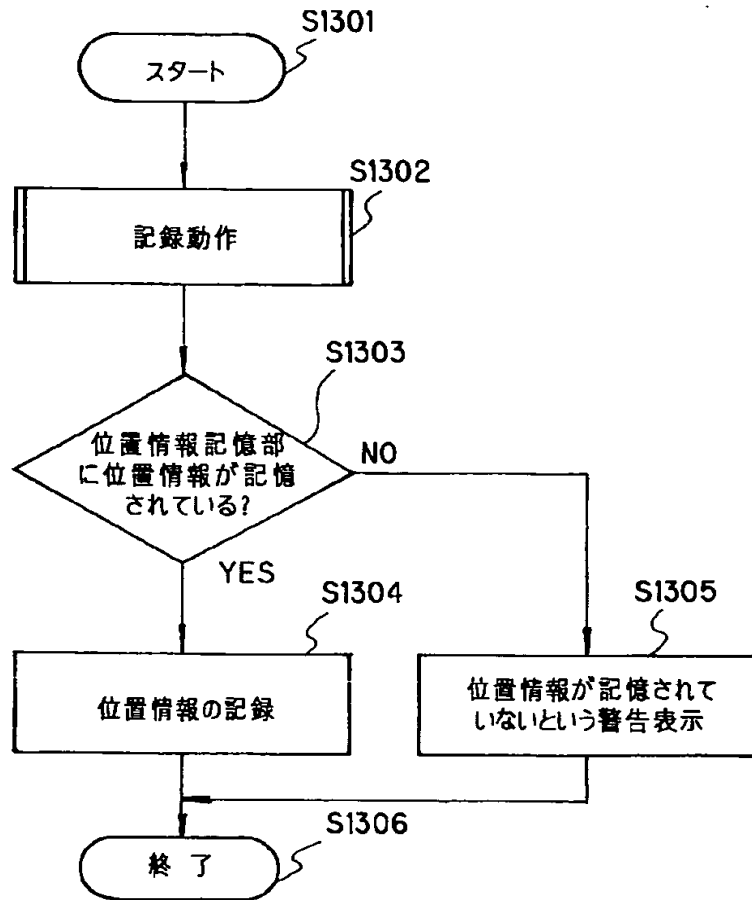 S1301
スタート
S1302
記録動作
S1303
位置情報記憶部
に位置情報が記憶
されている?
NO
YES
S1304
位置情報の記録
S1305
位置情報が記憶されて
いないという警告表示
S1306
終了